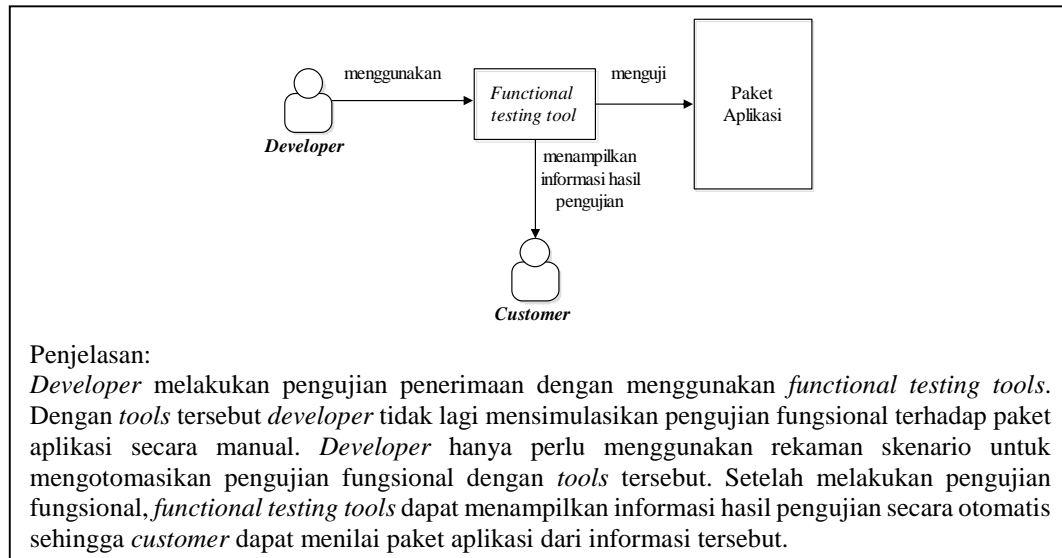 menggunakan
menguji
Functional
testing tool
Paket
Aplikasi
Developer
menampilkan
informasi hasil
pengujian
Customer
Penjelasan:
Developer melakukan pengujian penerimaan dengan menggunakan functional testing tools.
Dengan tools tersebut developer tidak lagi mensimulasikan pengujian fungsional terhadap paket
aplikasi secara manual. Developer hanya perlu menggunakan rekaman skenario untuk
mengotomasikan pengujian fungsional dengan tools tersebut. Setelah melakukan pengujian
fungsional, functional testing tools dapat menampilkan informasi hasil pengujian secara otomatis
sehingga customer dapat menilai paket aplikasi dari informasi tersebut.